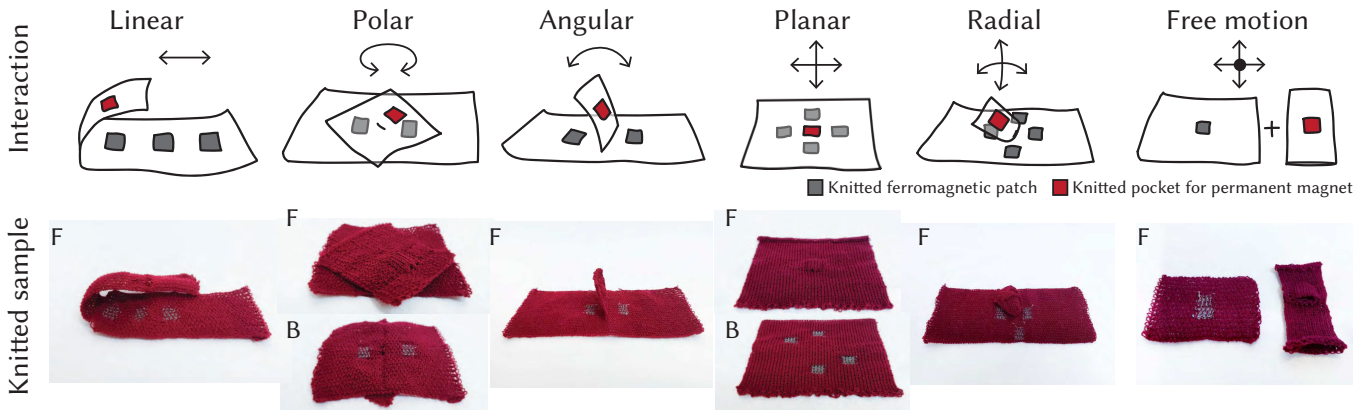 Linear Polar Angular Planar Radial Free motion
Interaction
+
Knitted ferromagnetic patch Knitted pocket for permanent magnet
Knitted sample
F F F F F F
B B